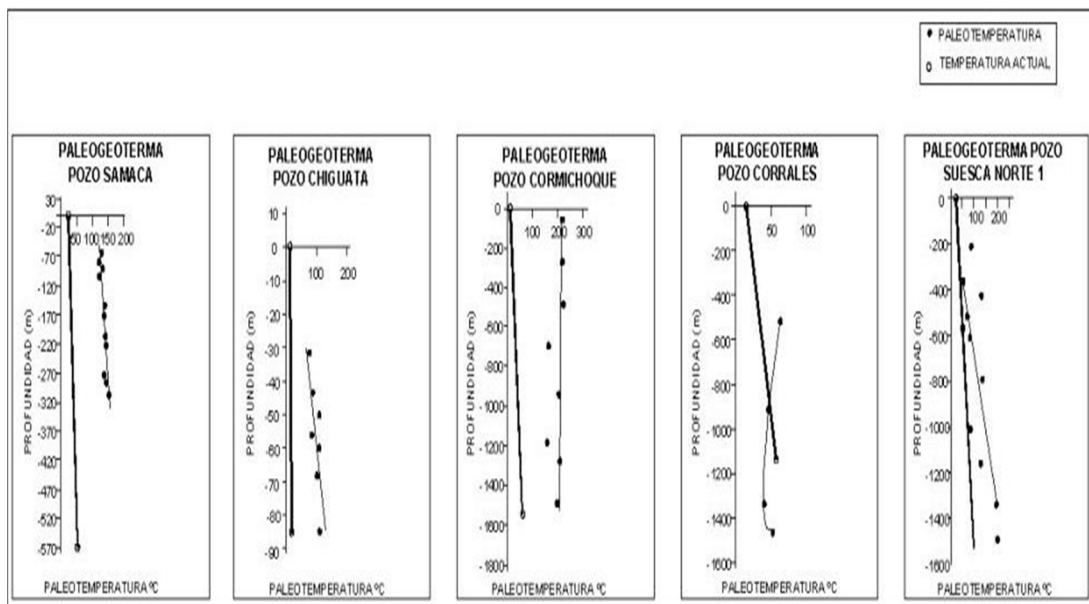 PALEOTEMPERATURA
TEMPERATURA ACTUAL
PALEOGEOTERMA
POZO SAMACA
30
-20
-70
-120
-170
-220
-270
-320
-370
-420
-470
-520
-570
50 100 150 200
PROFUNDIDAD (m)
PALEOTEMPERATURA ºC
PALEOGEOTERMA
POZO CHIGUATA
10
0
-10
-20
-30
-40
-50
-60
-70
-80
-90
100 200
PROFUNDIDAD (m)
PALEOTEMPERATURA ºC
PALEOGEOTERMA
POZO CORMICHOQUE
0
-200
-400
-600
-800
-1000
-1200
-1400
-1600
-1800
100 200 300
PROFUNDIDAD (m)
PALEOTEMPERATURA ºC
PALEOGEOTERMA
POZO CORRALES
0
-200
-400
-600
-800
-1000
-1200
-1400
-1600
50 100
PROFUNDIDAD (m)
PALEOTEMPERATURA ºC
PALEOGEOTERMA POZO
SUESCA NORTE 1
0
-200
-400
-600
-800
-1000
-1200
-1400
-1600
50 100 200
PROFUNDIDAD (m)
PALEOTEMPERATURA ºC